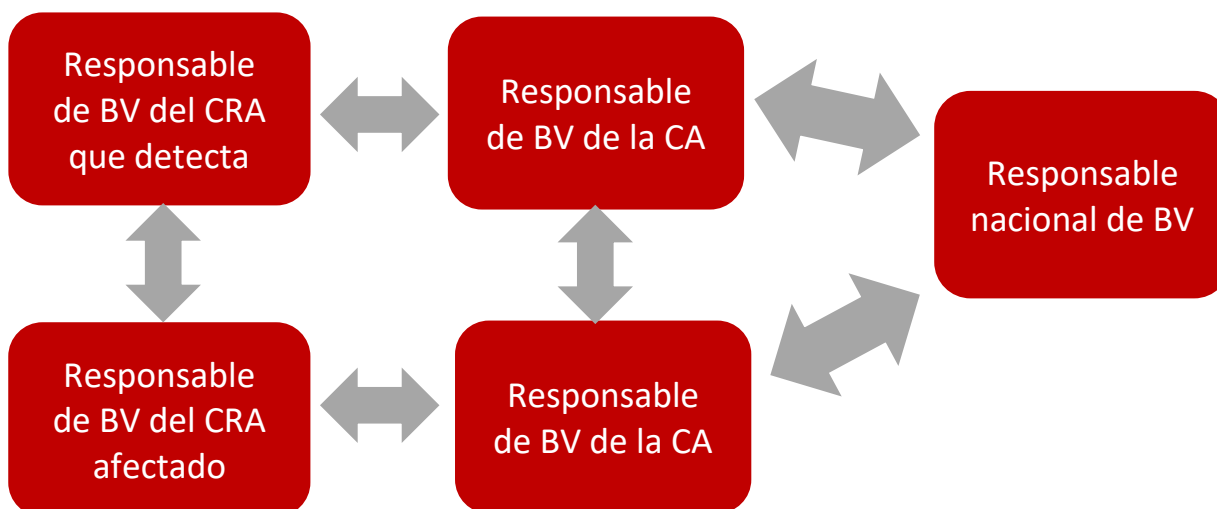 Responsable
de BV del CRA
que detecta
Responsable
de BV de la CA
Responsable
nacional de BV
Responsable
de BV del CRA
afectado
Responsable
de BV de la CA